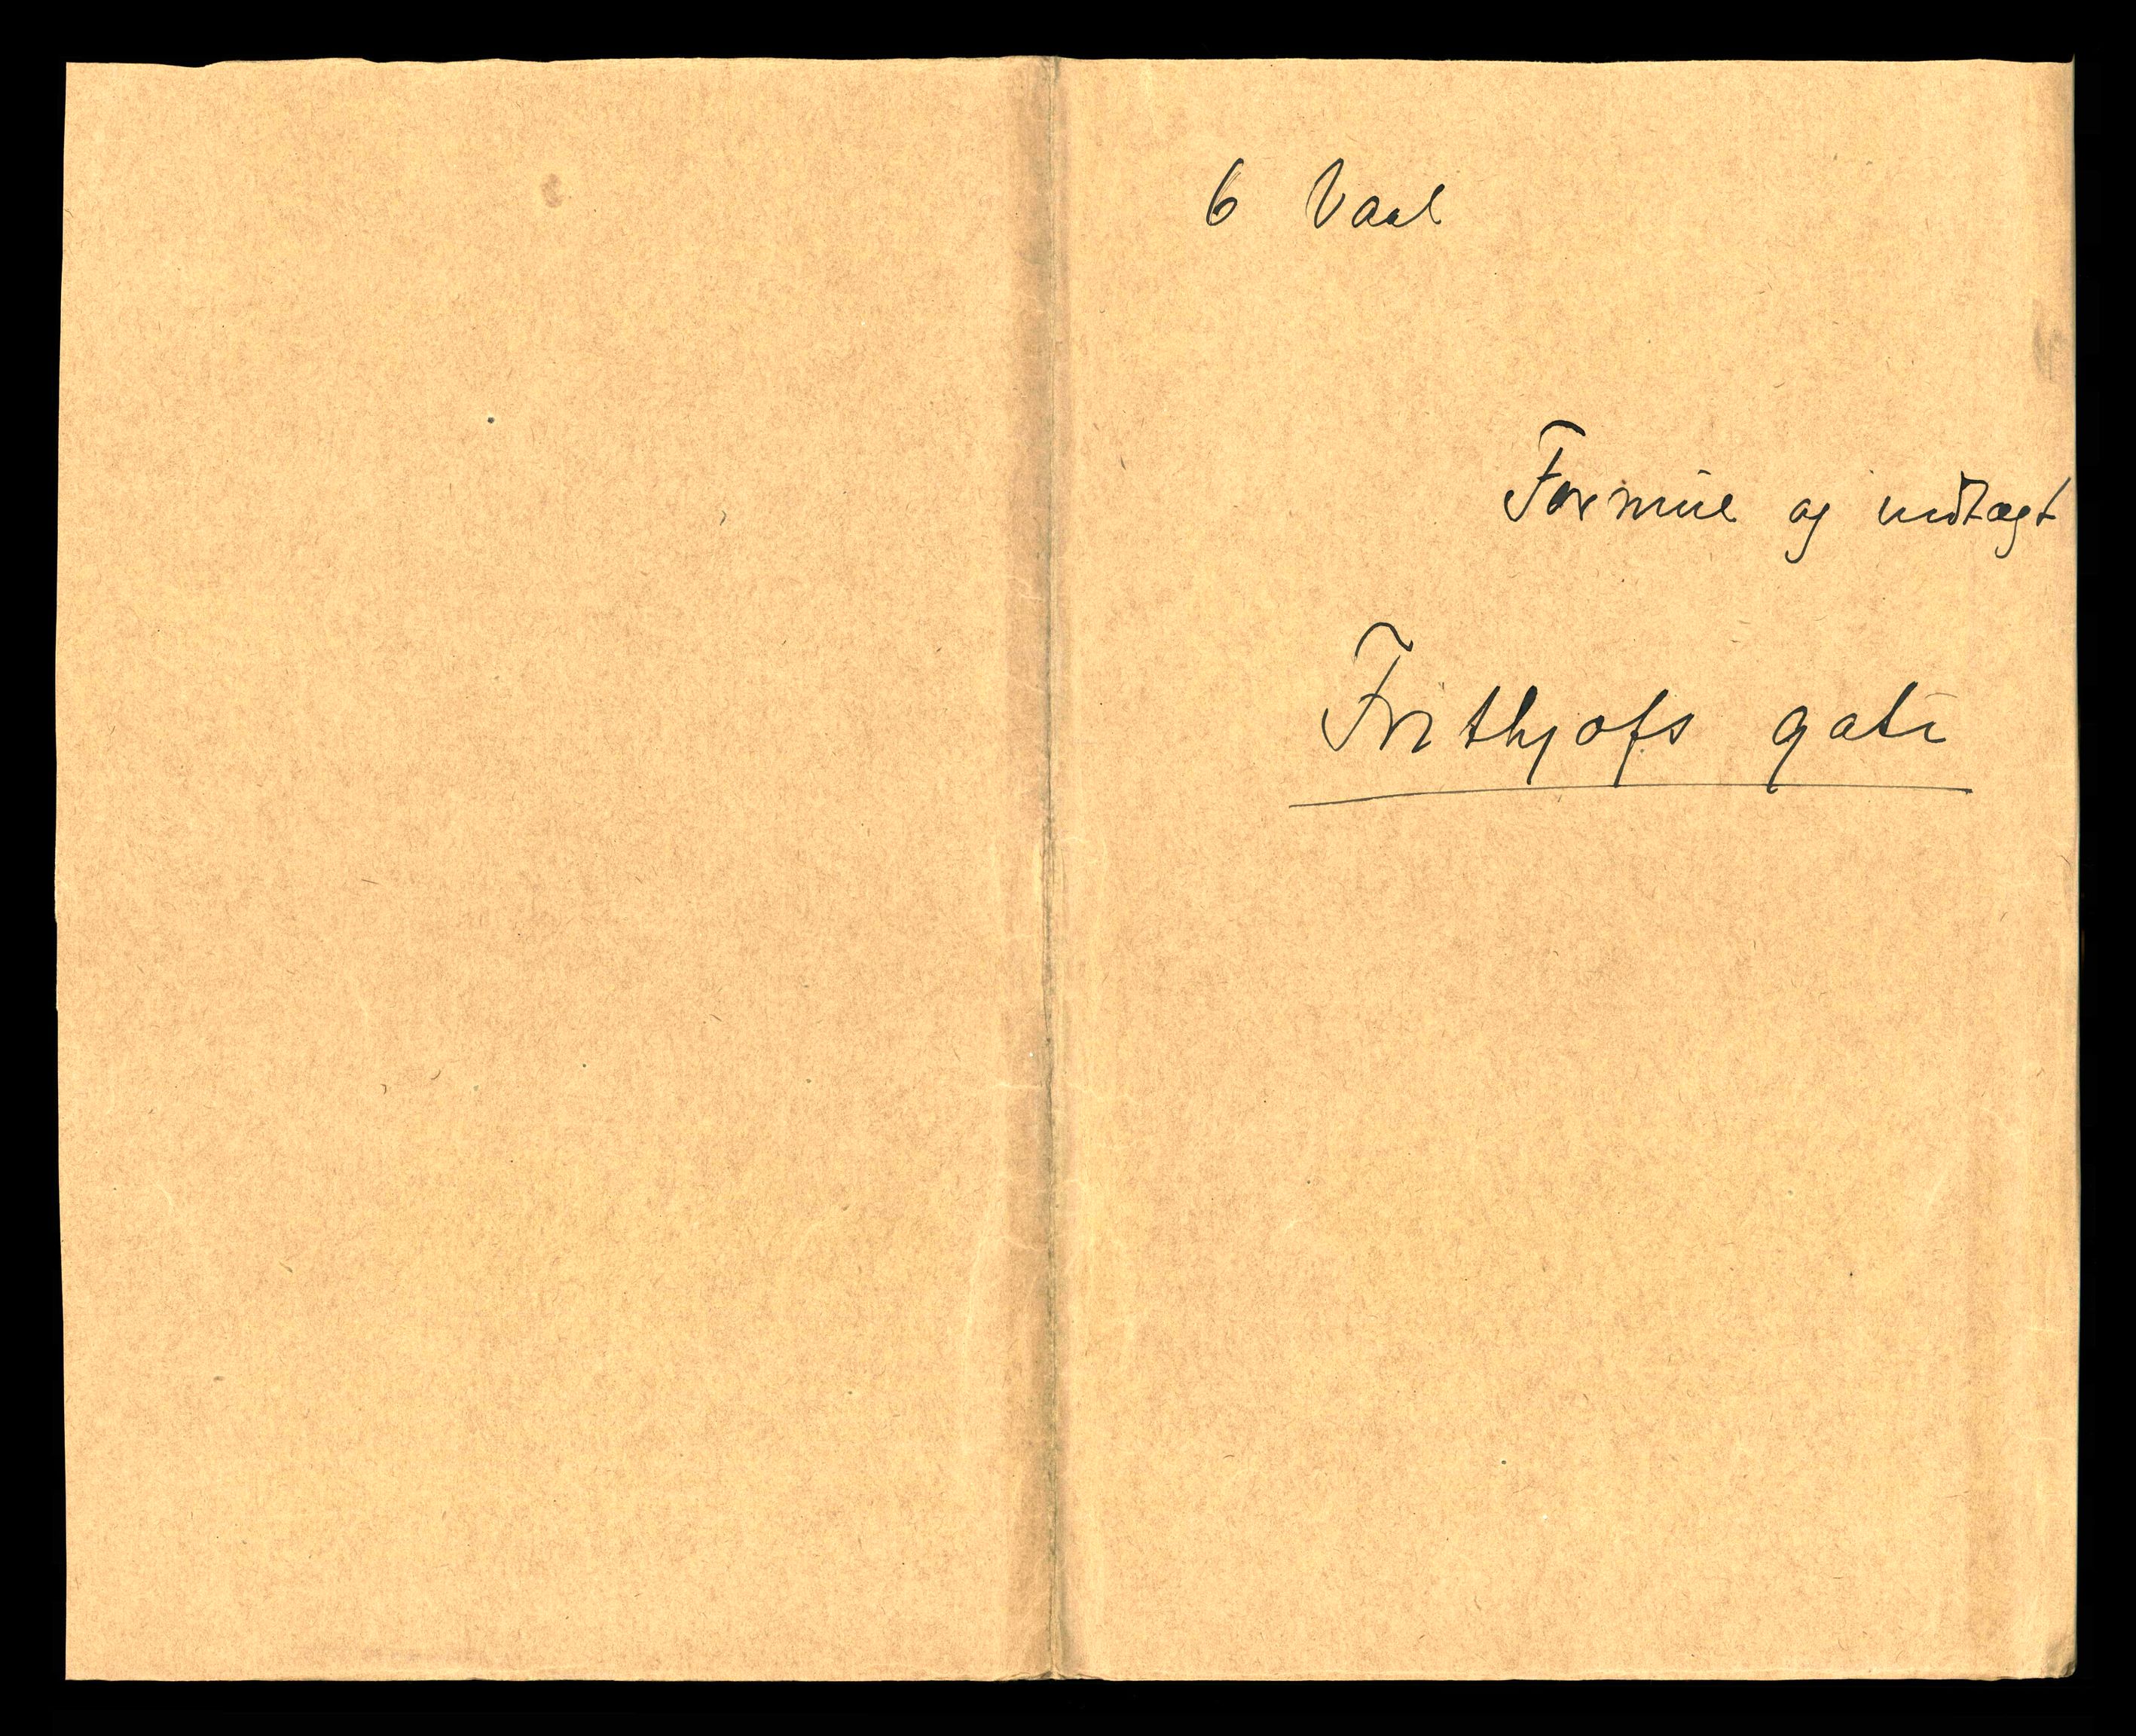 6 Vaal
Formue og indtægt
Frithjofs gate